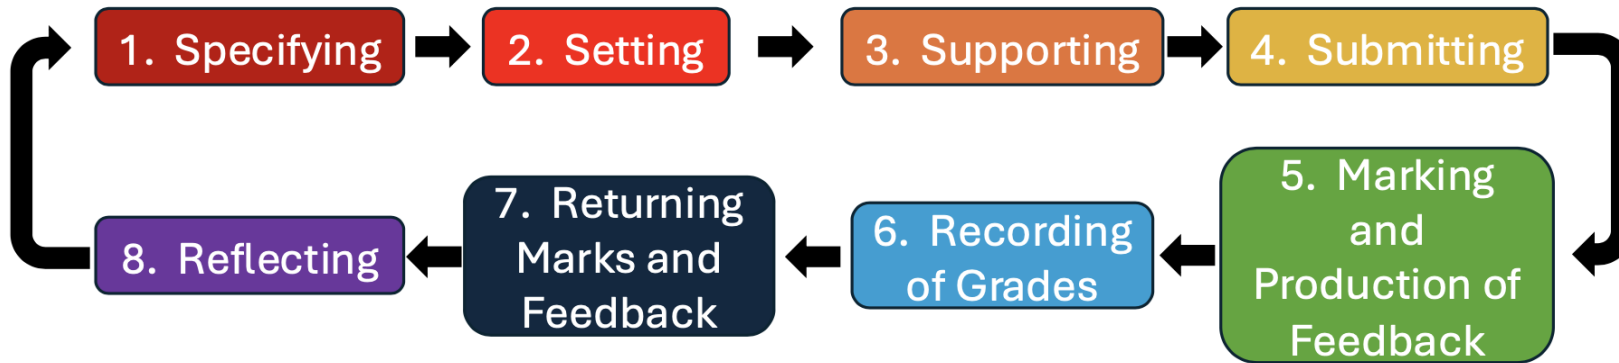 1. Specifying
2. Setting
3. Supporting
4. Submitting
5. Marking
and
Production of
Feedback
6. Recording
of Grades
7. Returning
Marks and
Feedback
8. Reflecting